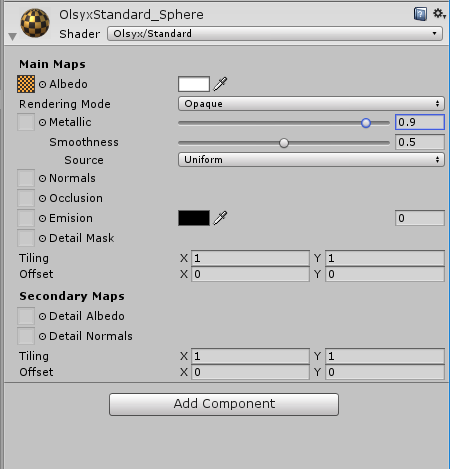 OlsyxStandard_Sphere
Shader Olsyx/Standard
Main Maps
Albedo
Rendering Mode Opaque
Metallic 0.9
Smoothness 0.5
Source Uniform
Normals
Occlusion
Emision 0
Detail Mask
Tiling X 1 Y 1
Offset X 0 Y 0
Secondary Maps
Detail Albedo
Detail Normals
Tiling X 1 Y 1
Offset X 0 Y 0
Add Component